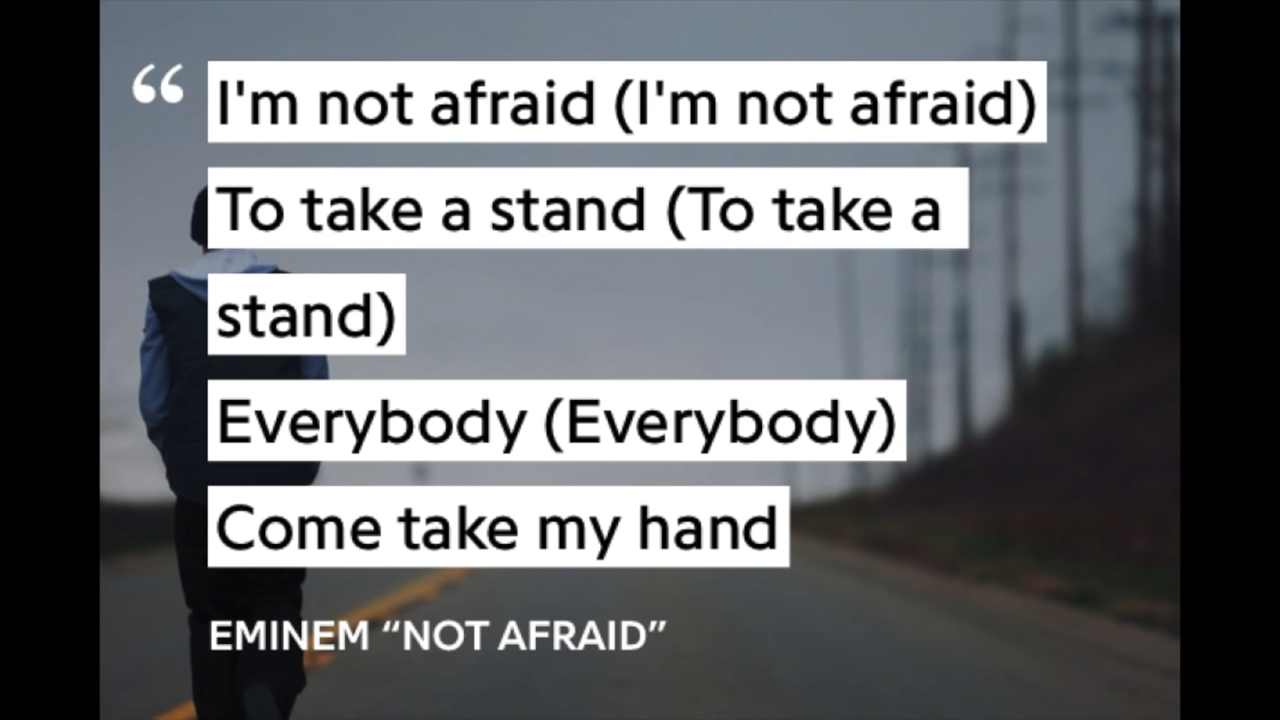 “
I'm not afraid (I'm not afraid)
To take a stand (To take a
stand)
Everybody (Everybody)
Come take my hand
EMINEM “NOT AFRAID”